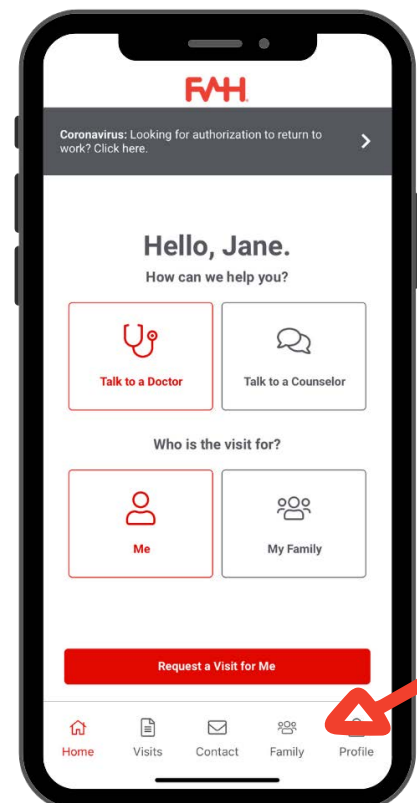 FAH
Coronavirus: Looking for authorization to return to
work? Click here.
Hello, Jane.
How can we help you?
Talk to a Doctor
Talk to a Counselor
Who is the visit for?
Me
My Family
Request a Visit for Me
Home Visits Contact Family Profile